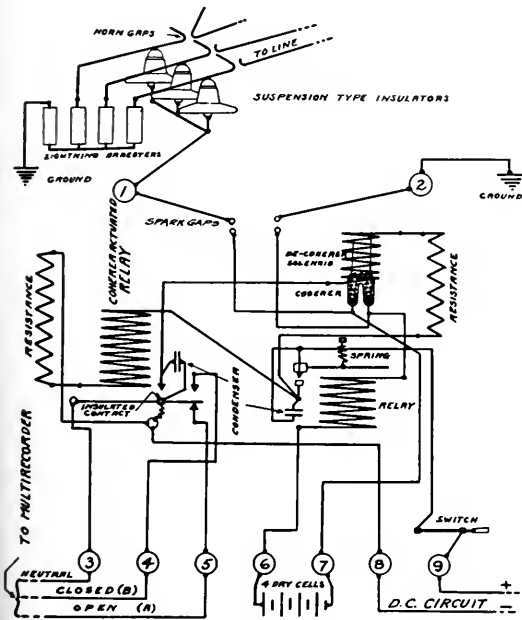 HORN GAPS
TO LINE
SUSPENSION TYPE INSULATORS
LIGHTNING ARRESTERS
GROUND
1
2
GROUND
SPARK GAPS
COHERER ACTUATED
RELAY
DE-COHERER
SOLENOID
COHERER
RESISTANCE
RESISTANCE
SPRING
CONDENSER
INSULATED
CONTACT
RELAY
TO MULTIRECORDER
SWITCH
3
4
5
6
7
8
9
NEUTRAL
CLOSED (B)
OPEN (A)
4 DRY CELLS
+
D.C. CIRCUIT
−